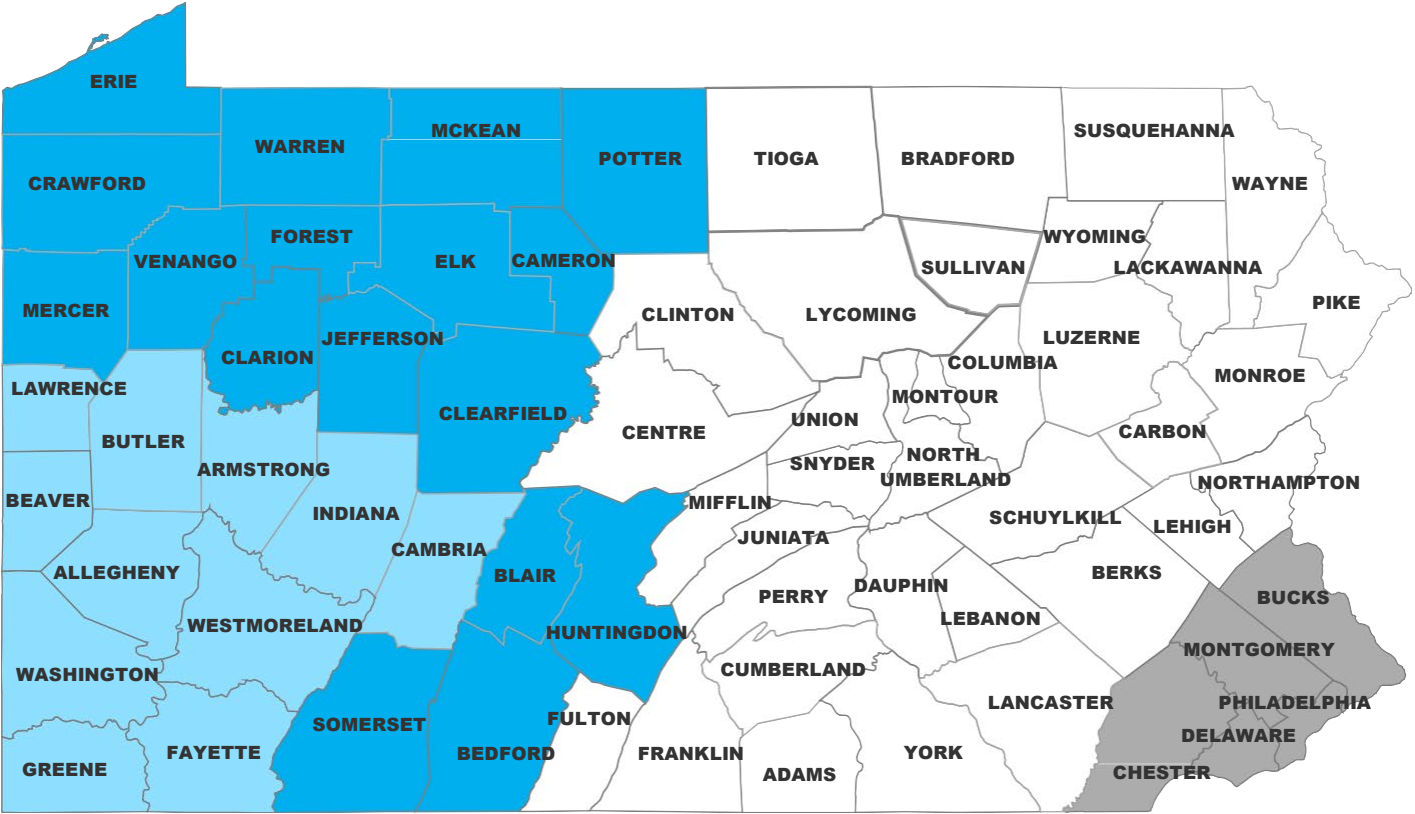 ERIE
WARREN
MCKEAN
POTTER
TIOGA
BRADFORD
SUSQUEHANNA
CRAWFORD
WAYNE
FOREST
WYOMING
VENANGO
ELK
CAMERON
SULLIVAN
LACKAWANNA
MERCER
CLINTON
LYCOMING
PIKE
JEFFERSON
LUZERNE
CLARION
COLUMBIA
MONROE
LAWRENCE
MONTOUR
CLEARFIELD
UNION
CENTRE
CARBON
BUTLER
ARMSTRONG
SNYDER
NORTH
UMBERLAND
NORTHAMPTON
BEAVER
MIFFLIN
INDIANA
SCHUYLKILL
LEHIGH
JUNIATA
CAMBRIA
ALLEGHENY
BLAIR
DAUPHIN
BERKS
PERRY
BUCKS
LEBANON
WESTMORELAND
HUNTINGDON
MONTGOMERY
WASHINGTON
CUMBERLAND
LANCASTER
PHILADELPHIA
SOMERSET
FULTON
DELAWARE
FAYETTE
BEDFORD
FRANKLIN
YORK
GREENE
ADAMS
CHESTER